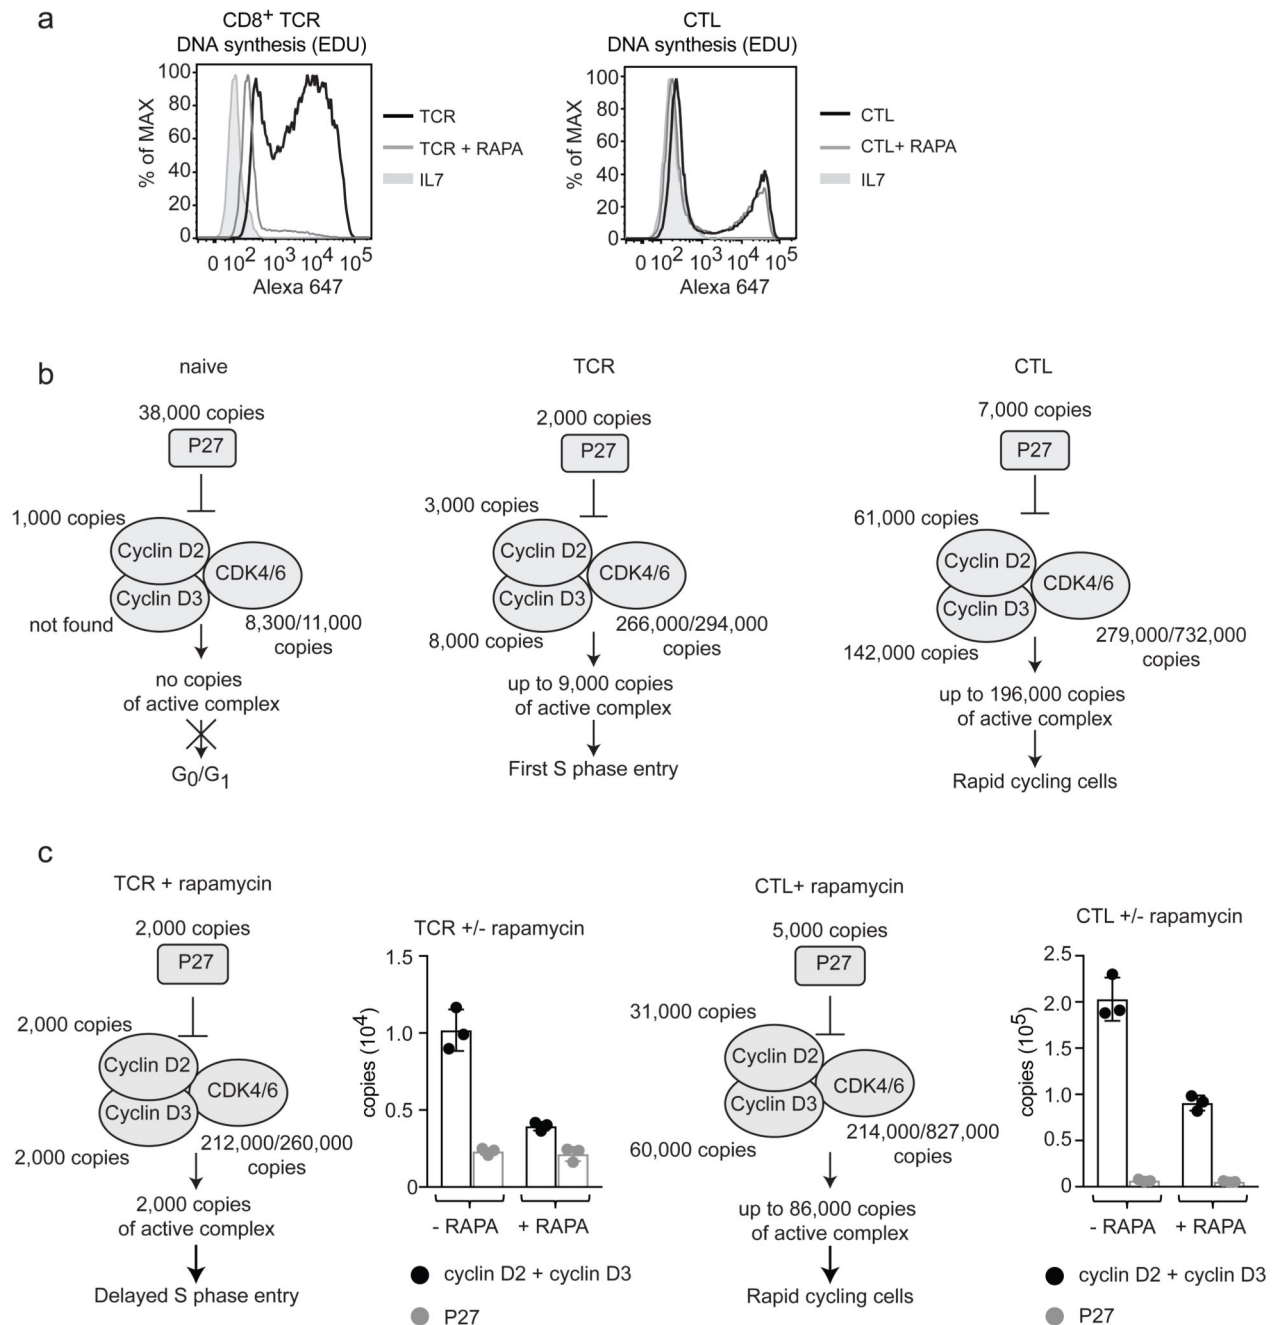 a
CD8+ TCR
DNA synthesis (EDU)
% of MAX
100
80
60
40
20
0
0 10^2 10^3 10^4 10^5
Alexa 647
TCR
TCR + RAPA
IL7
CTL
DNA synthesis (EDU)
% of MAX
100
80
60
40
20
0
0 10^2 10^3 10^4 10^5
Alexa 647
CTL
CTL+ RAPA
IL7
b
naive
38,000 copies
P27
1,000 copies
Cyclin D2
CDK4/6
Cyclin D3
not found
8,300/11,000
copies
no copies
of active complex
G0/G1
TCR
2,000 copies
P27
3,000 copies
Cyclin D2
CDK4/6
Cyclin D3
8,000 copies
266,000/294,000
copies
up to 9,000 copies
of active complex
First S phase entry
CTL
7,000 copies
P27
61,000 copies
Cyclin D2
CDK4/6
Cyclin D3
142,000 copies
279,000/732,000
copies
up to 196,000 copies
of active complex
Rapid cycling cells
c
TCR + rapamycin
2,000 copies
P27
2,000 copies
Cyclin D2
CDK4/6
Cyclin D3
2,000 copies
212,000/260,000
copies
2,000 copies
of active complex
Delayed S phase entry
TCR +/- rapamycin
copies (10^4)
1.5
1.0
0.5
0
- RAPA + RAPA
cyclin D2 + cyclin D3
P27
CTL+ rapamycin
5,000 copies
P27
31,000 copies
Cyclin D2
CDK4/6
Cyclin D3
60,000 copies
214,000/827,000
copies
up to 86,000 copies
of active complex
Rapid cycling cells
CTL +/- rapamycin
copies (10^5)
2.5
2.0
1.5
1.0
0.5
0
- RAPA + RAPA
cyclin D2 + cyclin D3
P27